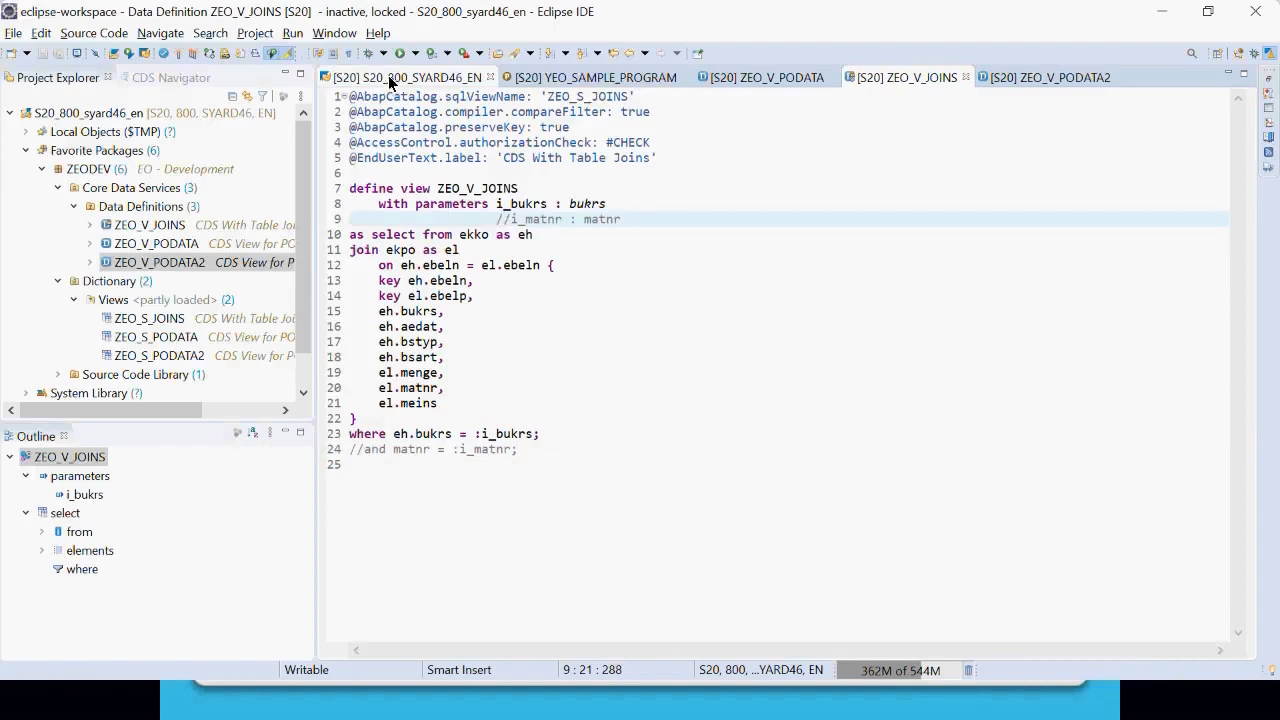 eclipse-workspace - Data Definition ZEO_V_JOINS [S20] - inactive, locked - S20_800_syard46_en - Eclipse IDE
File Edit Source Code Navigate Search Project Run Window Help
Project Explorer CDS Navigator
[S20] S20_800_SYARD46_EN [S20] YEO_SAMPLE_PROGRAM [S20] ZEO_V_PODATA [S20] ZEO_V_JOINS [S20] ZEO_V_PODATA2
S20_800_syard46_en [S20, 800, SYARD46, EN]
Local Objects ($TMP) (?)
Favorite Packages (6)
ZEODEV (6) EO - Development
Core Data Services (3)
Data Definitions (3)
ZEO_V_JOINS CDS With Table Joi
ZEO_V_PODATA CDS View for P
ZEO_V_PODATA2 CDS View for P
Dictionary (2)
Views <partly loaded> (2)
ZEO_S_JOINS CDS With Table Joi
ZEO_S_PODATA CDS View for PO
ZEO_S_PODATA2 CDS View for P
Source Code Library (1)
System Library (?)
Outline
ZEO_V_JOINS
parameters
i_bukrs
select
from
elements
where
1 @AbapCatalog.sqlViewName: 'ZEO_S_JOINS'
2 @AbapCatalog.compiler.compareFilter: true
3 @AbapCatalog.preserveKey: true
4 @AccessControl.authorizationCheck: #CHECK
5 @EndUserText.label: 'CDS With Table Joins'
6
7 define view ZEO_V_JOINS
8 with parameters i_bukrs : bukrs
9 //i_matnr : matnr
10 as select from ekko as eh
11 join ekpo as el
12 on eh.ebeln = el.ebeln {
13 key eh.ebeln,
14 key el.ebelp,
15 eh.bukrs,
16 eh.aedat,
17 eh.bstyp,
18 eh.bsart,
19 el.menge,
20 el.matnr,
21 el.meins
22 }
23 where eh.bukrs = :i_bukrs;
24 //and matnr = :i_matnr;
25
Writable Smart Insert 9 : 21 : 288 S20, 800, ...YARD46, EN 362M of 544M